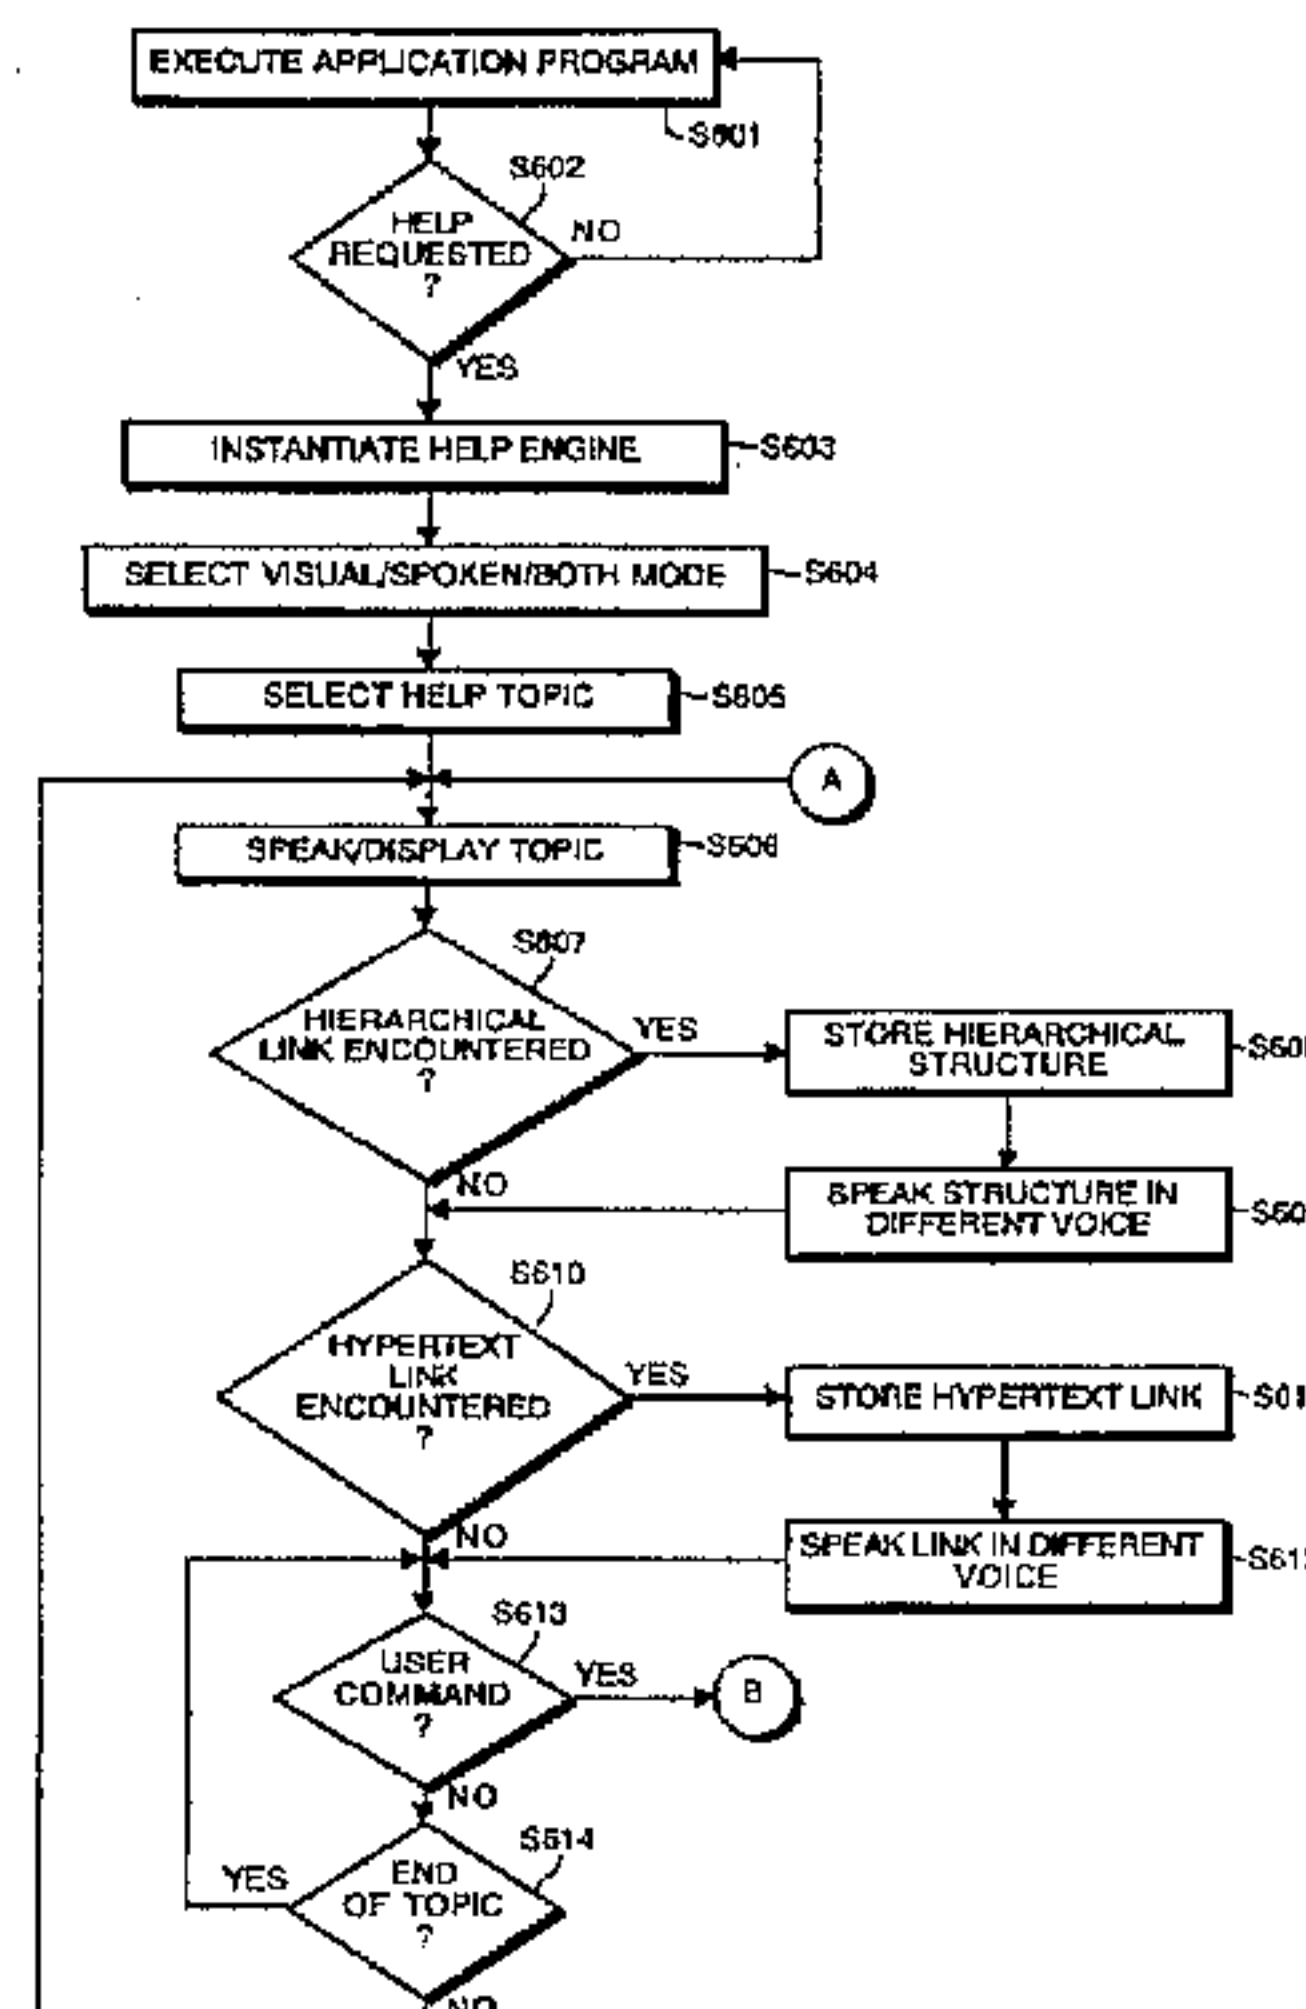 EXECUTE APPLICATION PROGRAM
S601
S602
HELP
REQUESTED
?
NO
YES
INSTANTIATE HELP ENGINE
S603
SELECT VISUAL/SPOKEN/BOTH MODE
S604
SELECT HELP TOPIC
S605
A
SPEAK/DISPLAY TOPIC
S606
S607
HIERARCHICAL
LINK ENCOUNTERED
?
YES
STORE HIERARCHICAL
STRUCTURE
NO
SPEAK STRUCTURE IN
DIFFERENT VOICE
S610
HYPERTEXT
LINK
ENCOUNTERED
?
YES
STORE HYPERTEXT LINK
NO
SPEAK LINK IN DIFFERENT
VOICE
S613
USER
COMMAND
?
YES
B
NO
S614
END
OF TOPIC
?
YES
NO